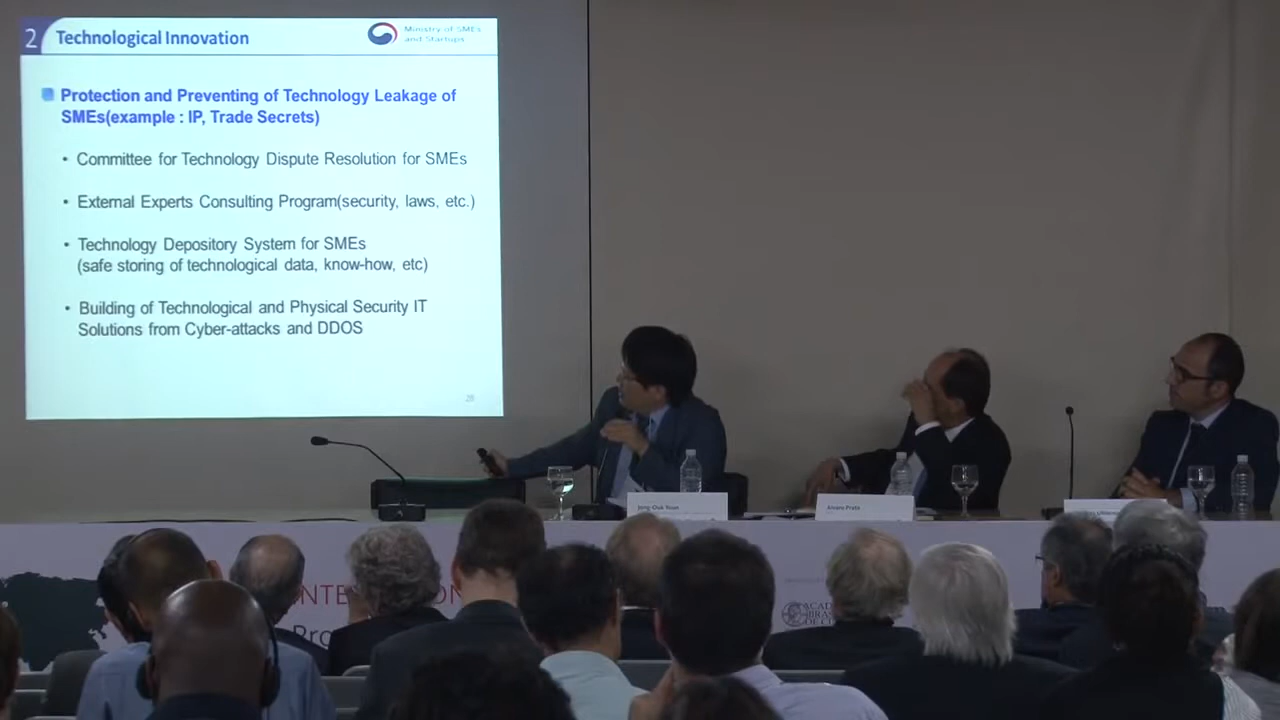 2 Technological Innovation
Ministry of SMEs
and Startups
Protection and Preventing of Technology Leakage of
SMEs(example : IP, Trade Secrets)
• Committee for Technology Dispute Resolution for SMEs
• External Experts Consulting Program(security, laws, etc.)
• Technology Depository System for SMEs
(safe storing of technological data, know-how, etc)
• Building of Technological and Physical Security IT
Solutions from Cyber-attacks and DDOS
28
Alvaro Prata